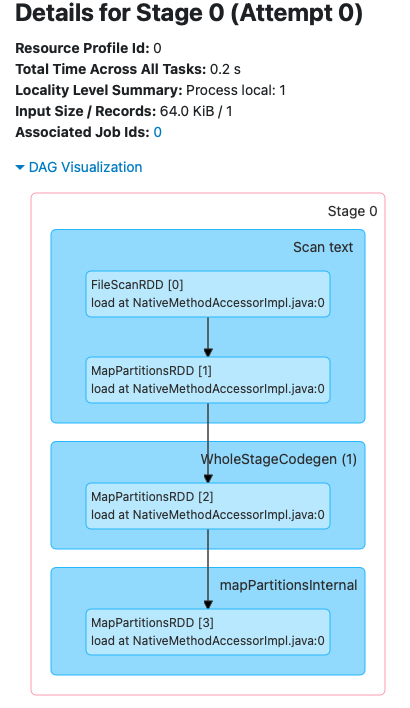 Details for Stage 0 (Attempt 0)
Resource Profile Id: 0
Total Time Across All Tasks: 0.2 s
Locality Level Summary: Process local: 1
Input Size / Records: 64.0 KiB / 1
Associated Job Ids: 0
DAG Visualization
Stage 0
Scan text
FileScanRDD [0]
load at NativeMethodAccessorImpl.java:0
MapPartitionsRDD [1]
load at NativeMethodAccessorImpl.java:0
WholeStageCodegen (1)
MapPartitionsRDD [2]
load at NativeMethodAccessorImpl.java:0
mapPartitionsInternal
MapPartitionsRDD [3]
load at NativeMethodAccessorImpl.java:0